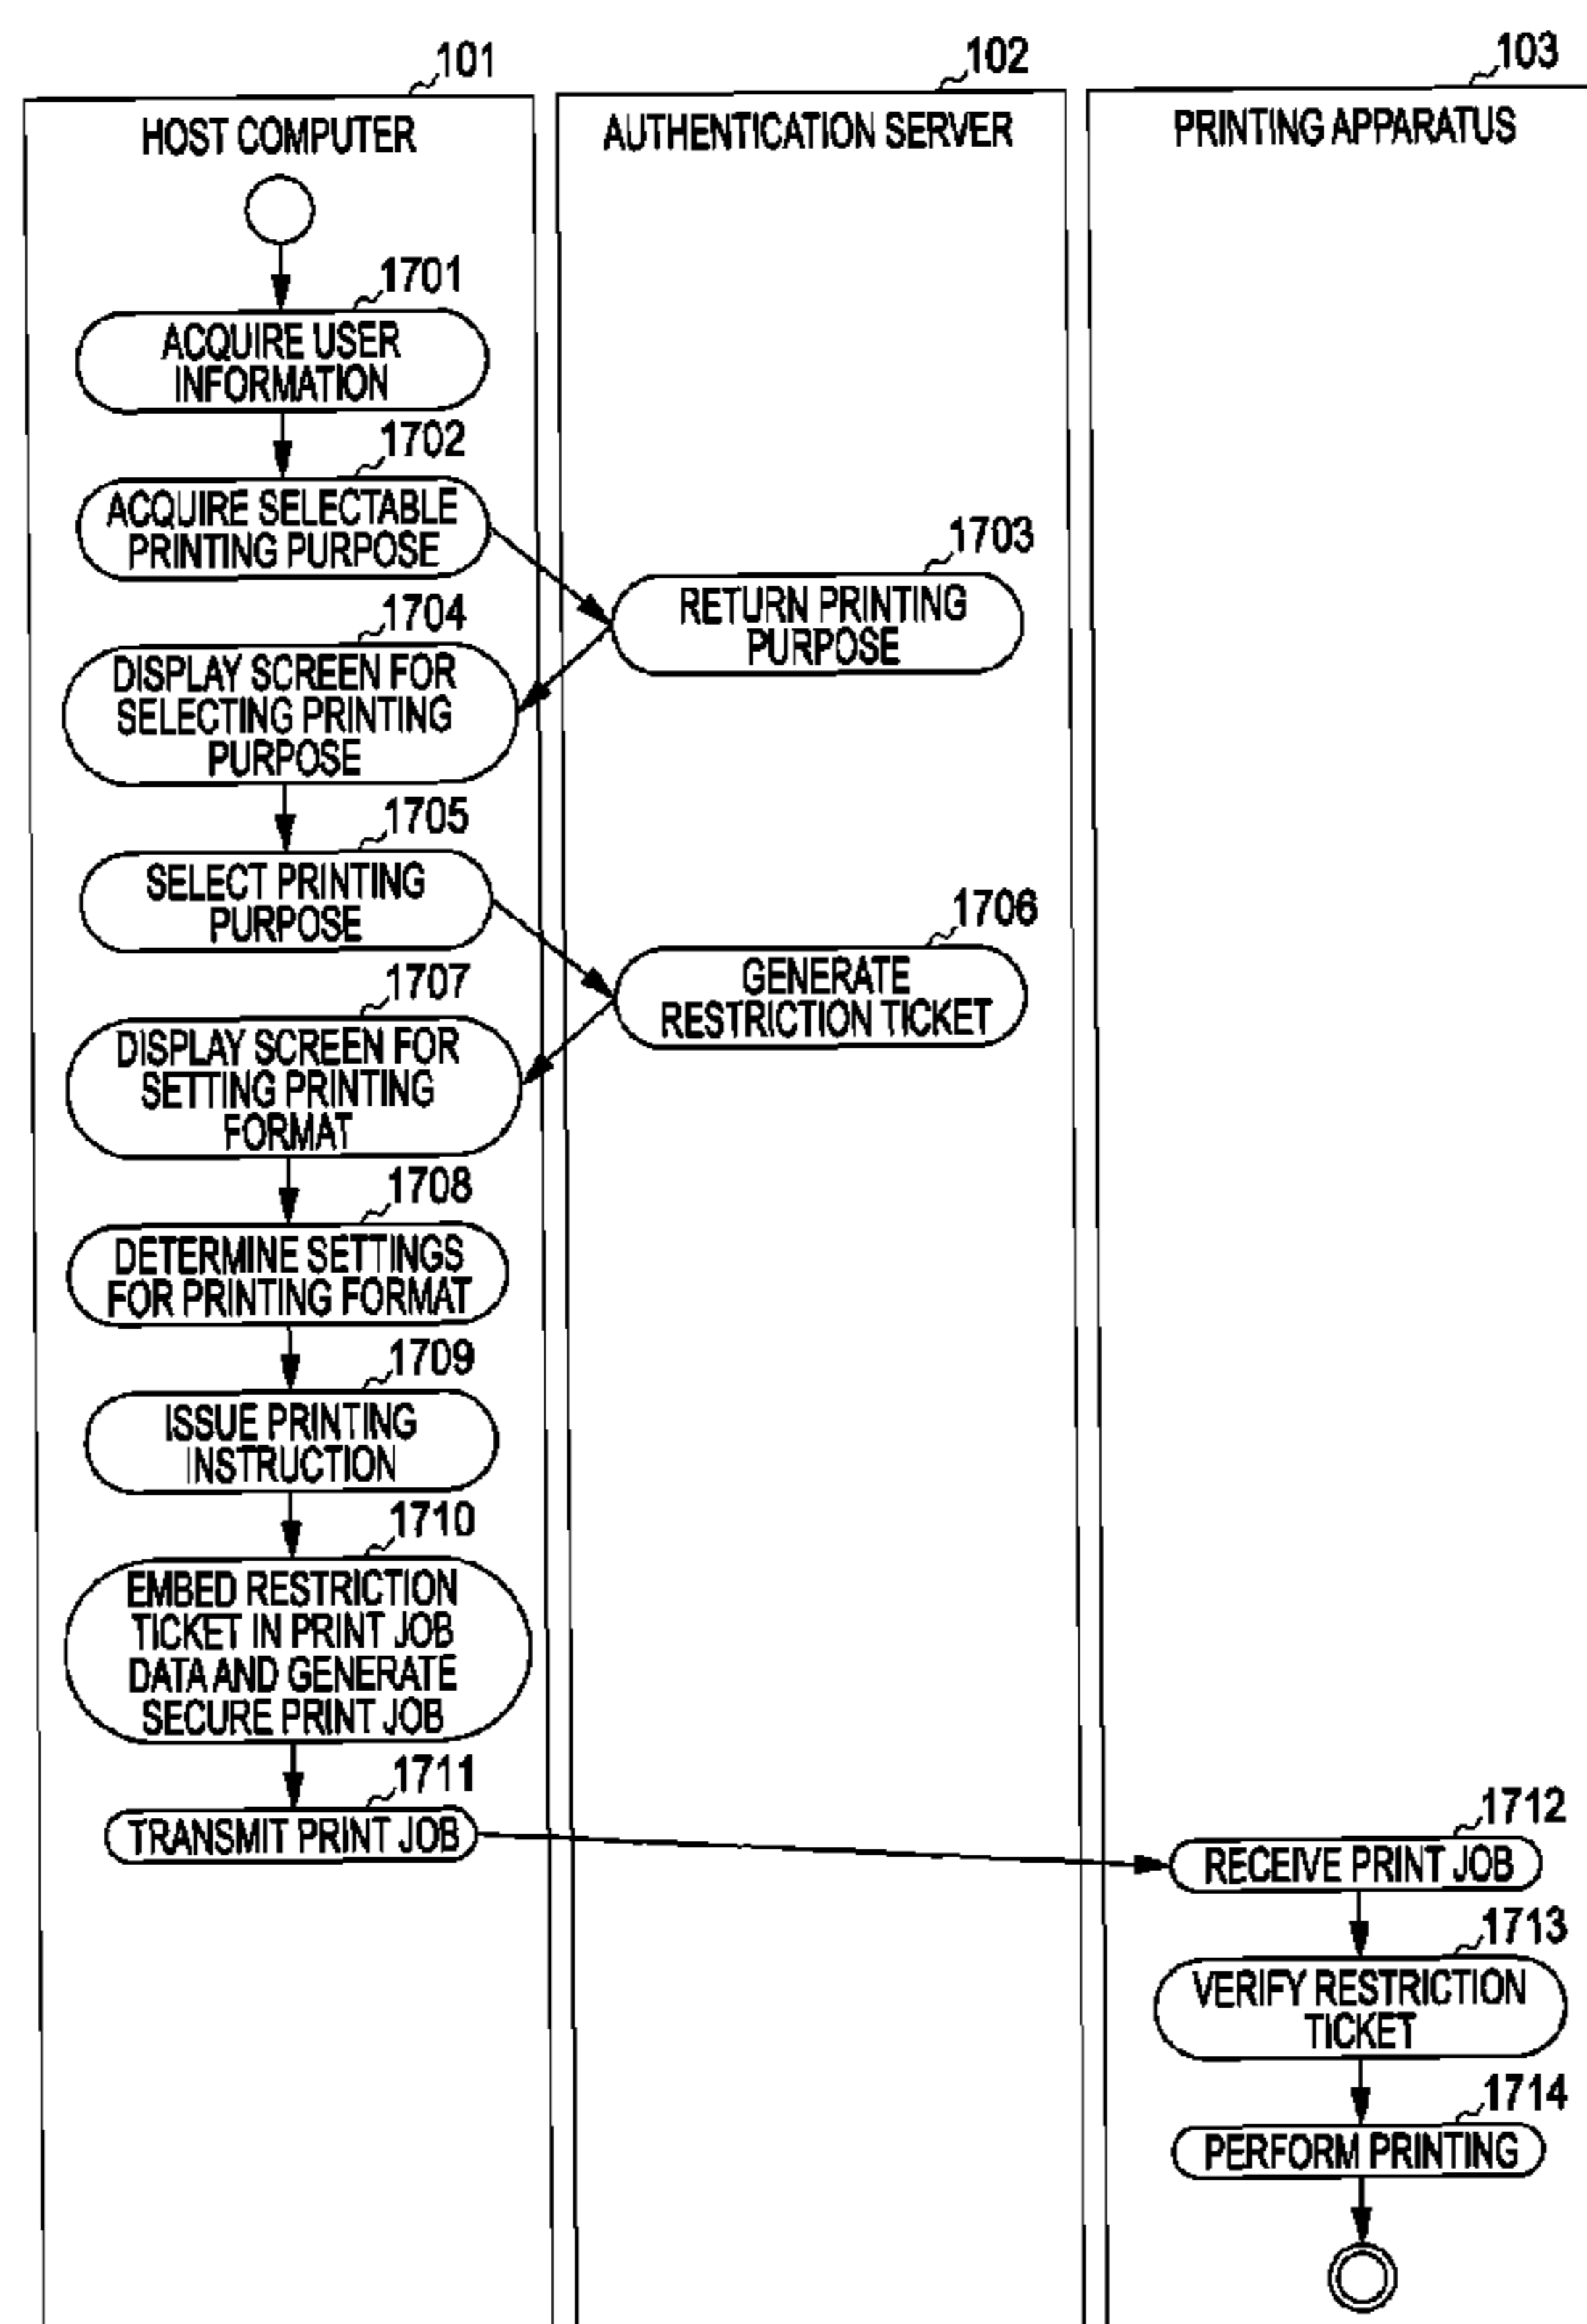 101
HOST COMPUTER
102
AUTHENTICATION SERVER
103
PRINTING APPARATUS
1701
ACQUIRE USER
INFORMATION
1702
ACQUIRE SELECTABLE
PRINTING PURPOSE
1703
RETURN PRINTING
PURPOSE
1704
DISPLAY SCREEN FOR
SELECTING PRINTING
PURPOSE
1705
SELECT PRINTING
PURPOSE
1706
GENERATE
RESTRICTION TICKET
1707
DISPLAY SCREEN FOR
SETTING PRINTING
FORMAT
1708
DETERMINE SETTINGS
FOR PRINTING FORMAT
1709
ISSUE PRINTING
INSTRUCTION
1710
EMBED RESTRICTION
TICKET IN PRINT JOB
DATA AND GENERATE
SECURE PRINT JOB
1711
TRANSMIT PRINT JOB
1712
RECEIVE PRINT JOB
1713
VERIFY RESTRICTION
TICKET
1714
PERFORM PRINTING